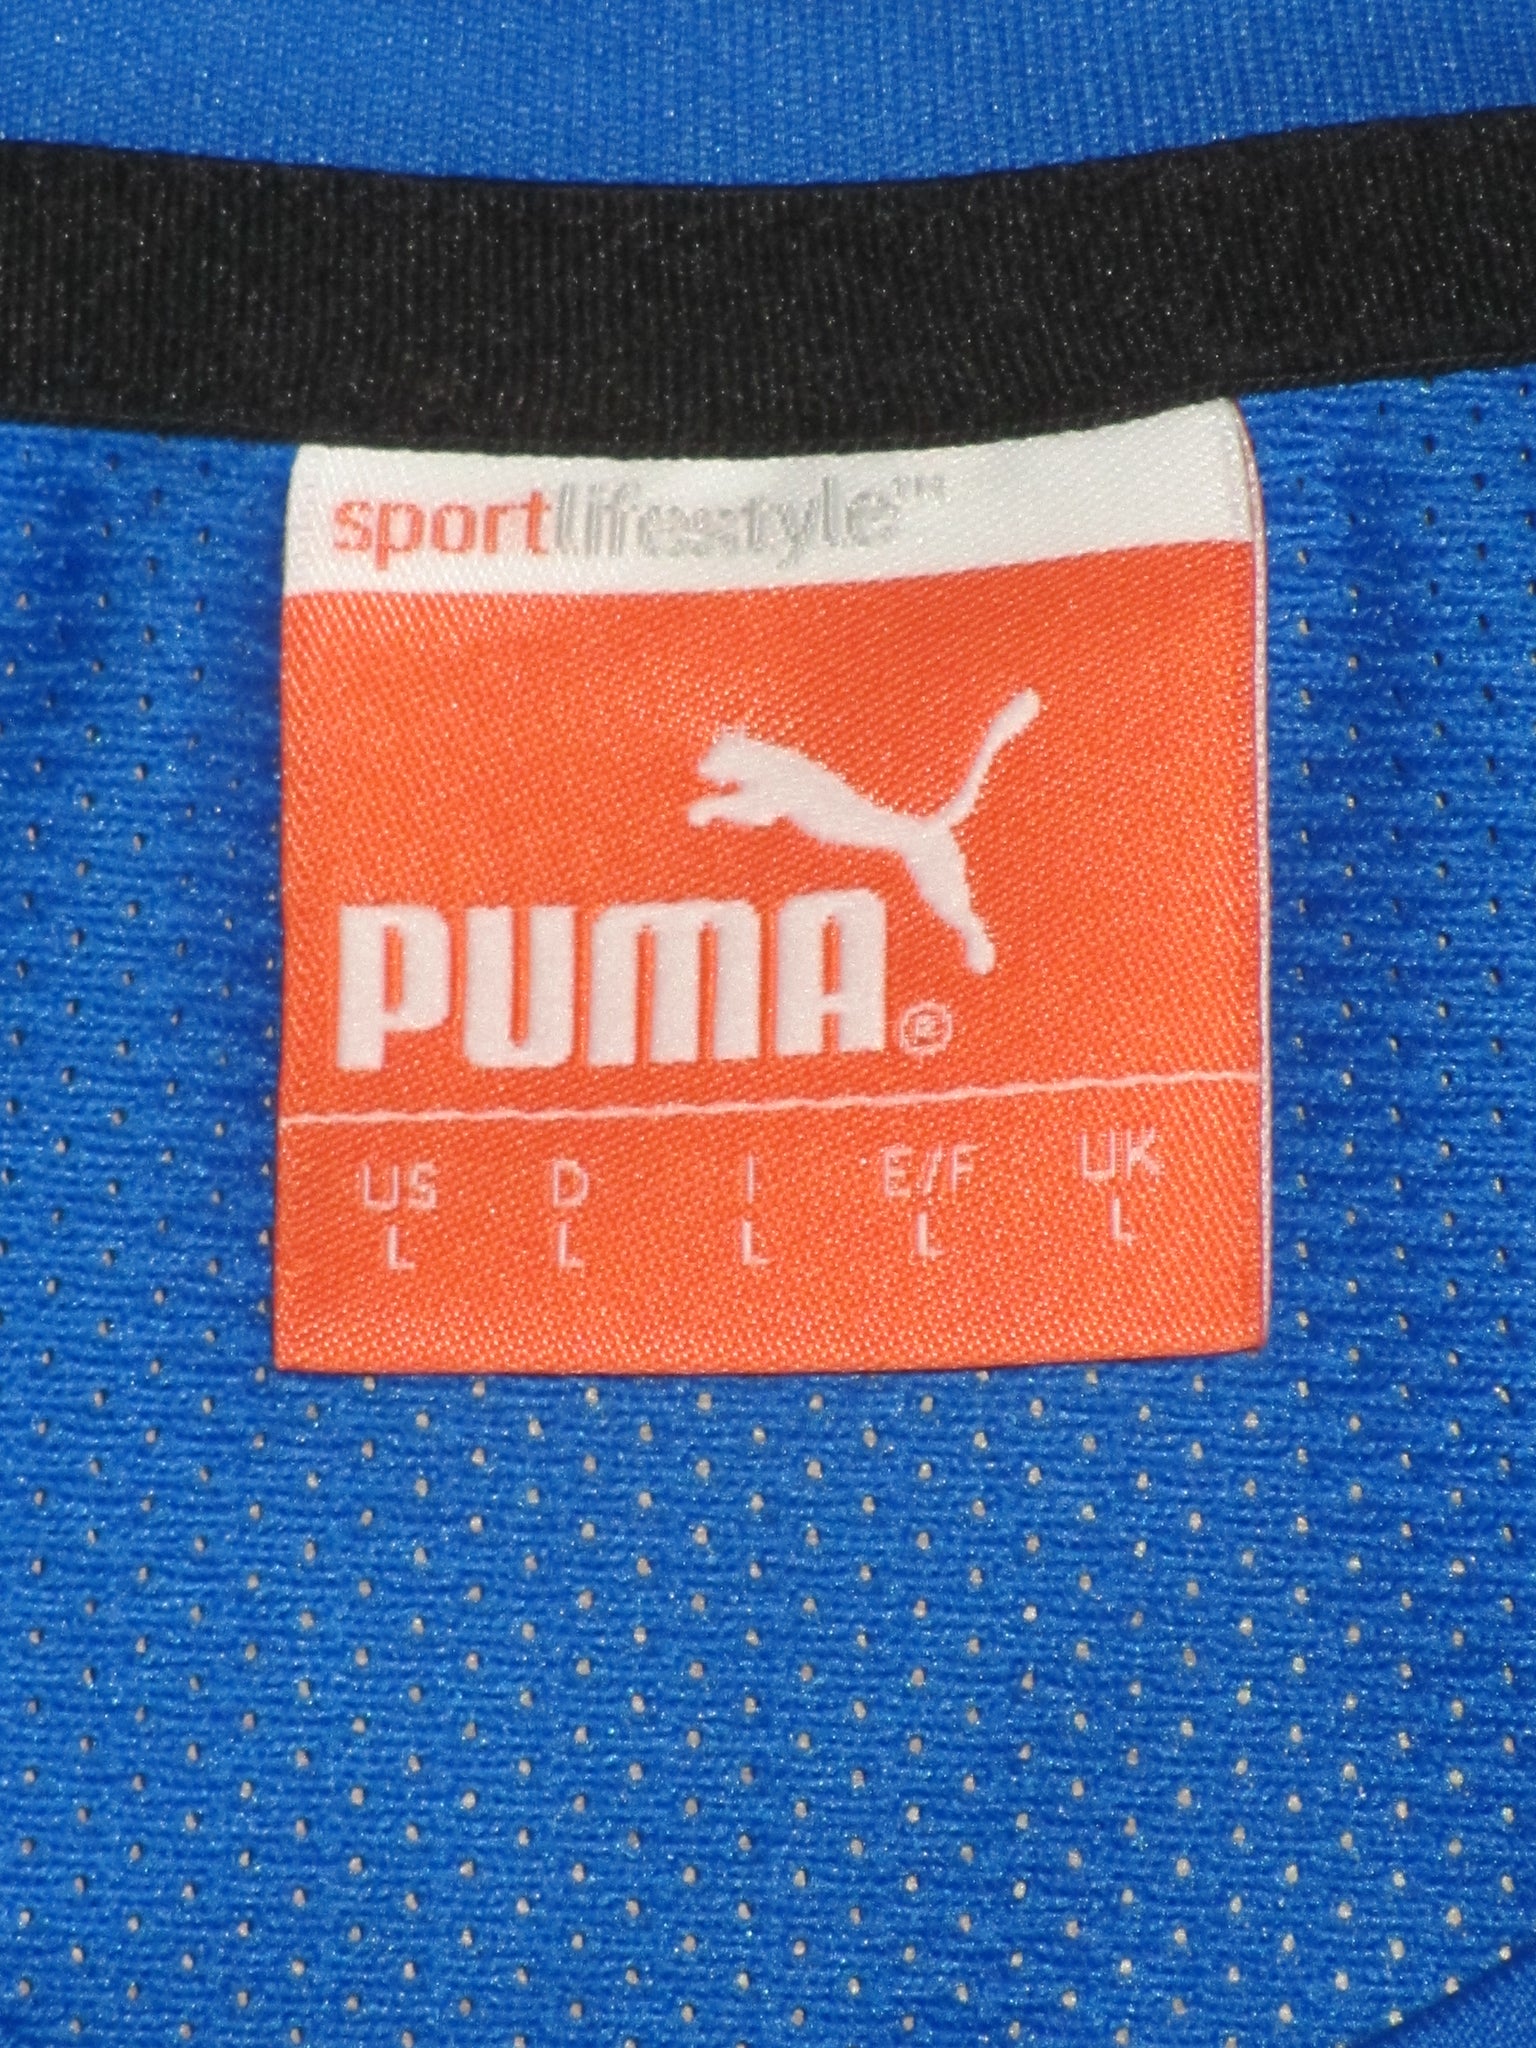 sportlifestyle™
PUMA®
US D I E/F UK
L L L L L